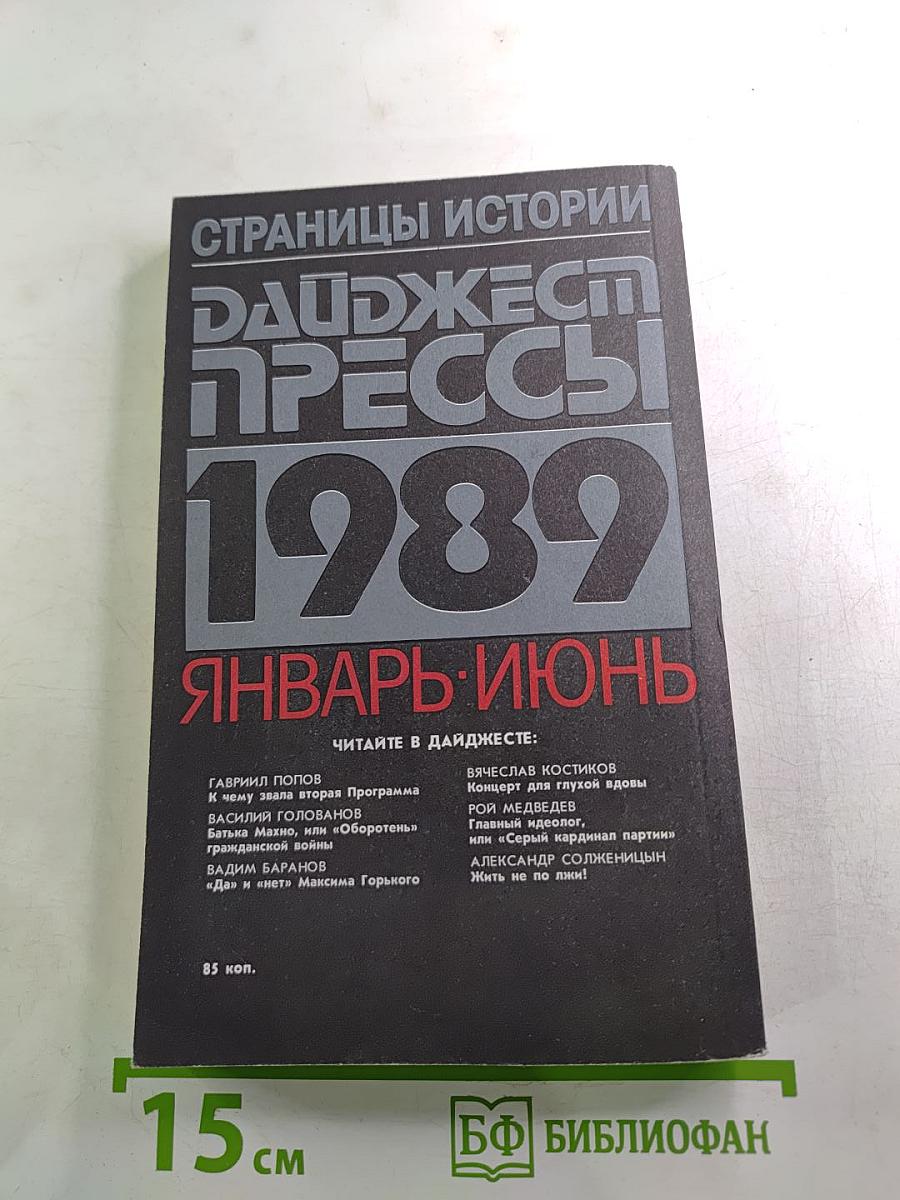 СТРАНИЦЫ ИСТОРИИ
ДАЙДЖЕСТ
ПРЕССЫ
1989
ЯНВАРЬ·ИЮНЬ
ЧИТАЙТЕ В ДАЙДЖЕСТЕ:
ГАВРИИЛ ПОПОВ
К чему звала вторая Программа
ВАСИЛИЙ ГОЛОВАНОВ
Батька Махно, или «Оборотень»
гражданской войны
ВАДИМ БАРАНОВ
«Да» и «нет» Максима Горького
ВЯЧЕСЛАВ КОСТИКОВ
Концерт для глухой вдовы
РОЙ МЕДВЕДЕВ
Главный идеолог,
или «Серый кардинал партии»
АЛЕКСАНДР СОЛЖЕНИЦЫН
Жить не по лжи!
85 коп.
15 см
БФ БИБЛИОФАН